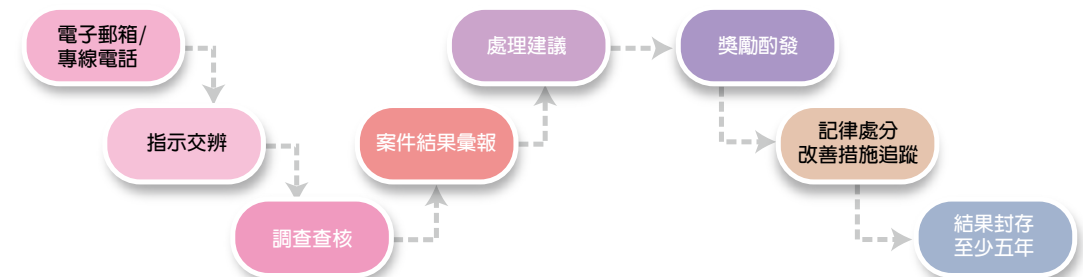 電子郵箱/
專線電話
指示交辨
調查查核
案件結果彙報
處理建議
獎勵酌發
記律處分
改善措施追蹤
結果封存
至少五年